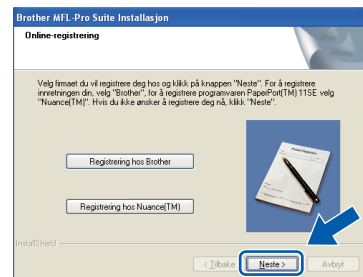 Brother MFL-Pro Suite Installasjon
Online-registrering
Velg firmaet du vil registrere deg hos og klikk på knappen "Neste". For å registrere
innretningen din, velg "Brother", for å registrere programvaren PaperPort(TM) 11SE velg
"Nuance(TM)". Hvis du ikke ønsker å registrere deg nå, klikk "Neste".
Registrering hos Brother
Product Registration
Registrering hos Nuance(TM)
InstallShield
< Tilbake Neste > Avbryt